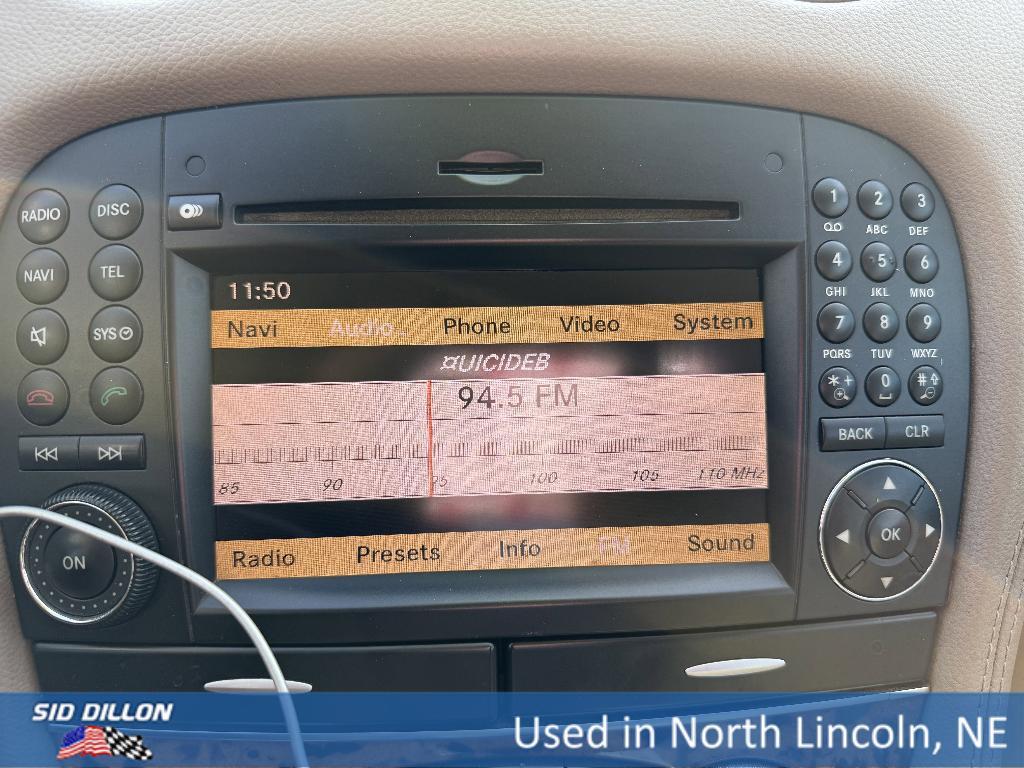 RADIO DISC
NAVI TEL
SYS
ON
1 2 ABC 3 DEF
4 GHI 5 JKL 6 MNO
7 PQRS 8 TUV 9 WXYZ
* + 0 #
BACK CLR
OK
11:50
Navi Audio Phone Video System
¤UICIDEB
94.5 FM
85 90 95 100 105 110 MHz
Radio Presets Info FM Sound
SID DILLON
Used in North Lincoln, NE